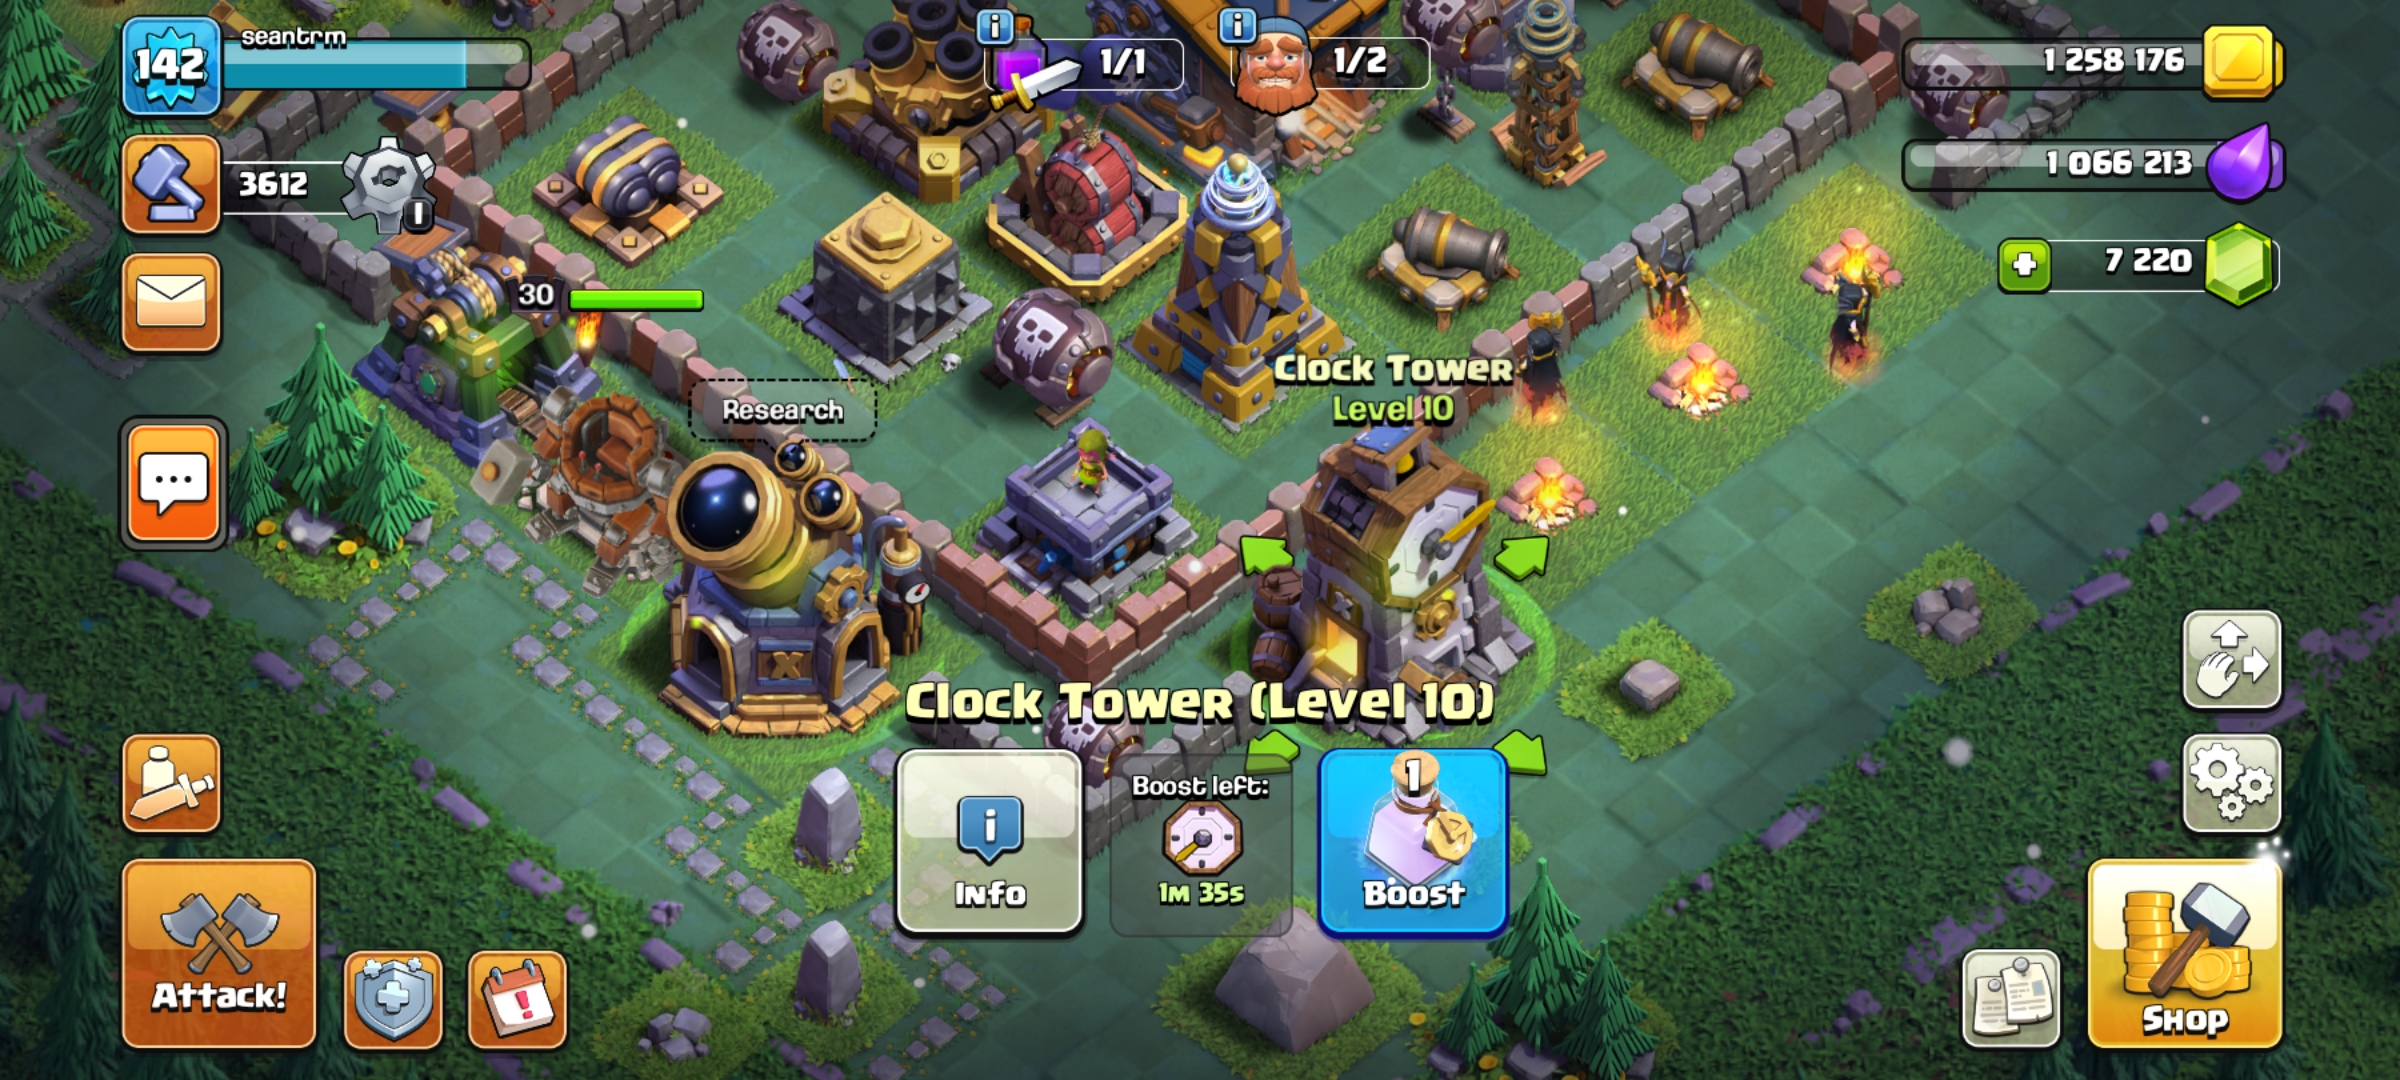 142
seantrm
1/1
1/2
1 258 176
3612
1
1 066 213
7 220
30
Research
Clock Tower
Level 10
Clock Tower (Level 10)
Info
Boost left:
1m 35s
1
Boost
Attack!
Shop